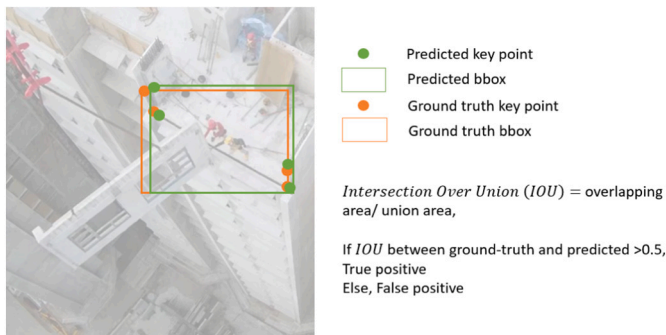 Predicted key point
Predicted bbox
Ground truth key point
Ground truth bbox
Intersection Over Union (IOU) = overlapping
area/ union area,
If IOU between ground-truth and predicted >0.5,
True positive
Else, False positive